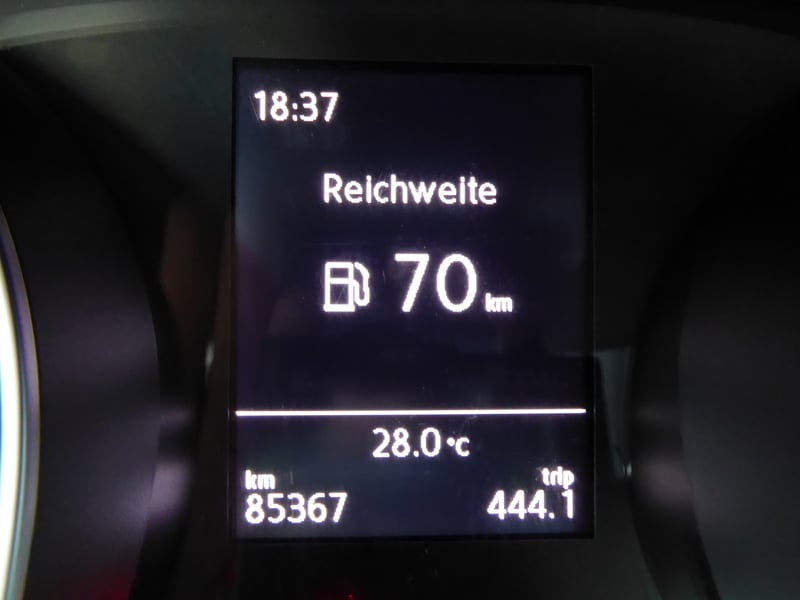 18:37
Reichweite
70 km
28.0 °C
km trip
85367 444.1